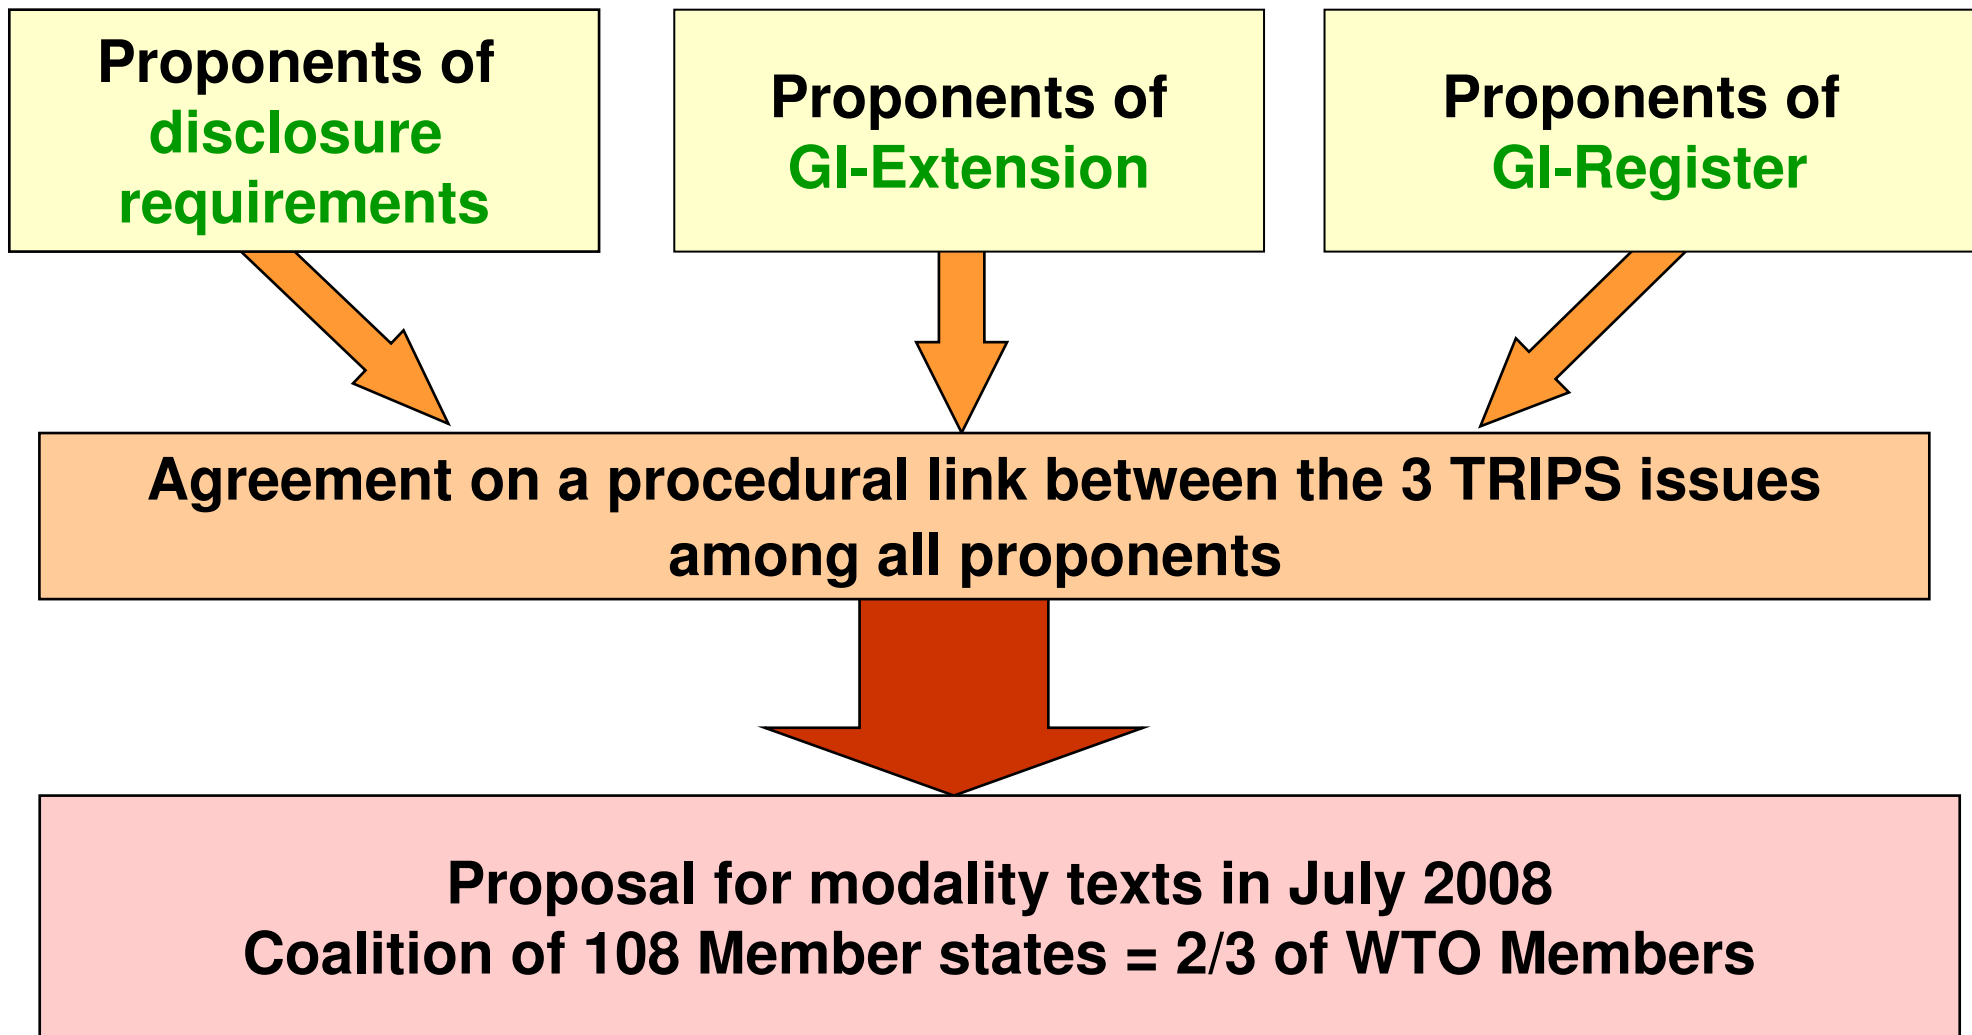 Proponents of
disclosure
requirements
Proponents of
GI-Extension
Proponents of
GI-Register
Agreement on a procedural link between the 3 TRIPS issues
among all proponents
Proposal for modality texts in July 2008
Coalition of 108 Member states = 2/3 of WTO Members